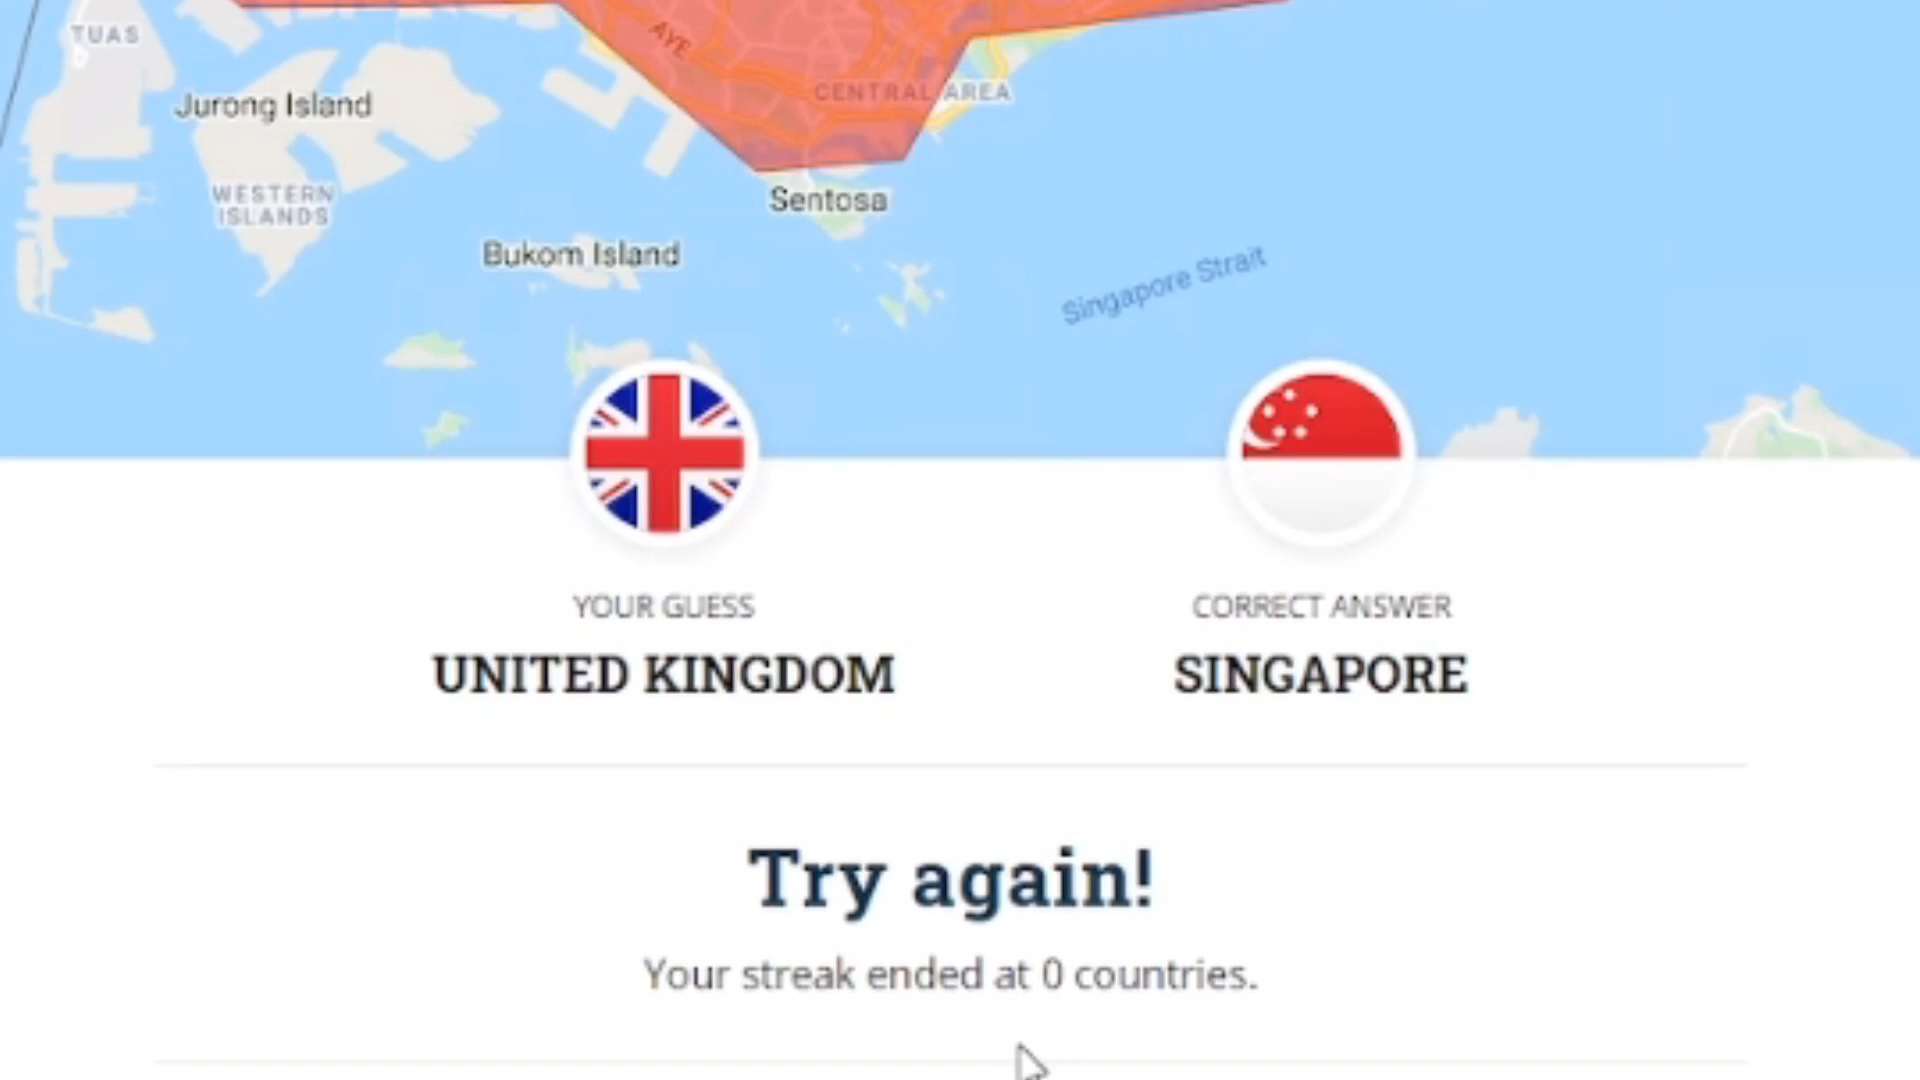 TUAS
AYE
Jurong Island
CENTRAL AREA
WESTERN
ISLANDS
Sentosa
Bukom Island
Singapore Strait
YOUR GUESS
CORRECT ANSWER
UNITED KINGDOM
SINGAPORE
Try again!
Your streak ended at 0 countries.